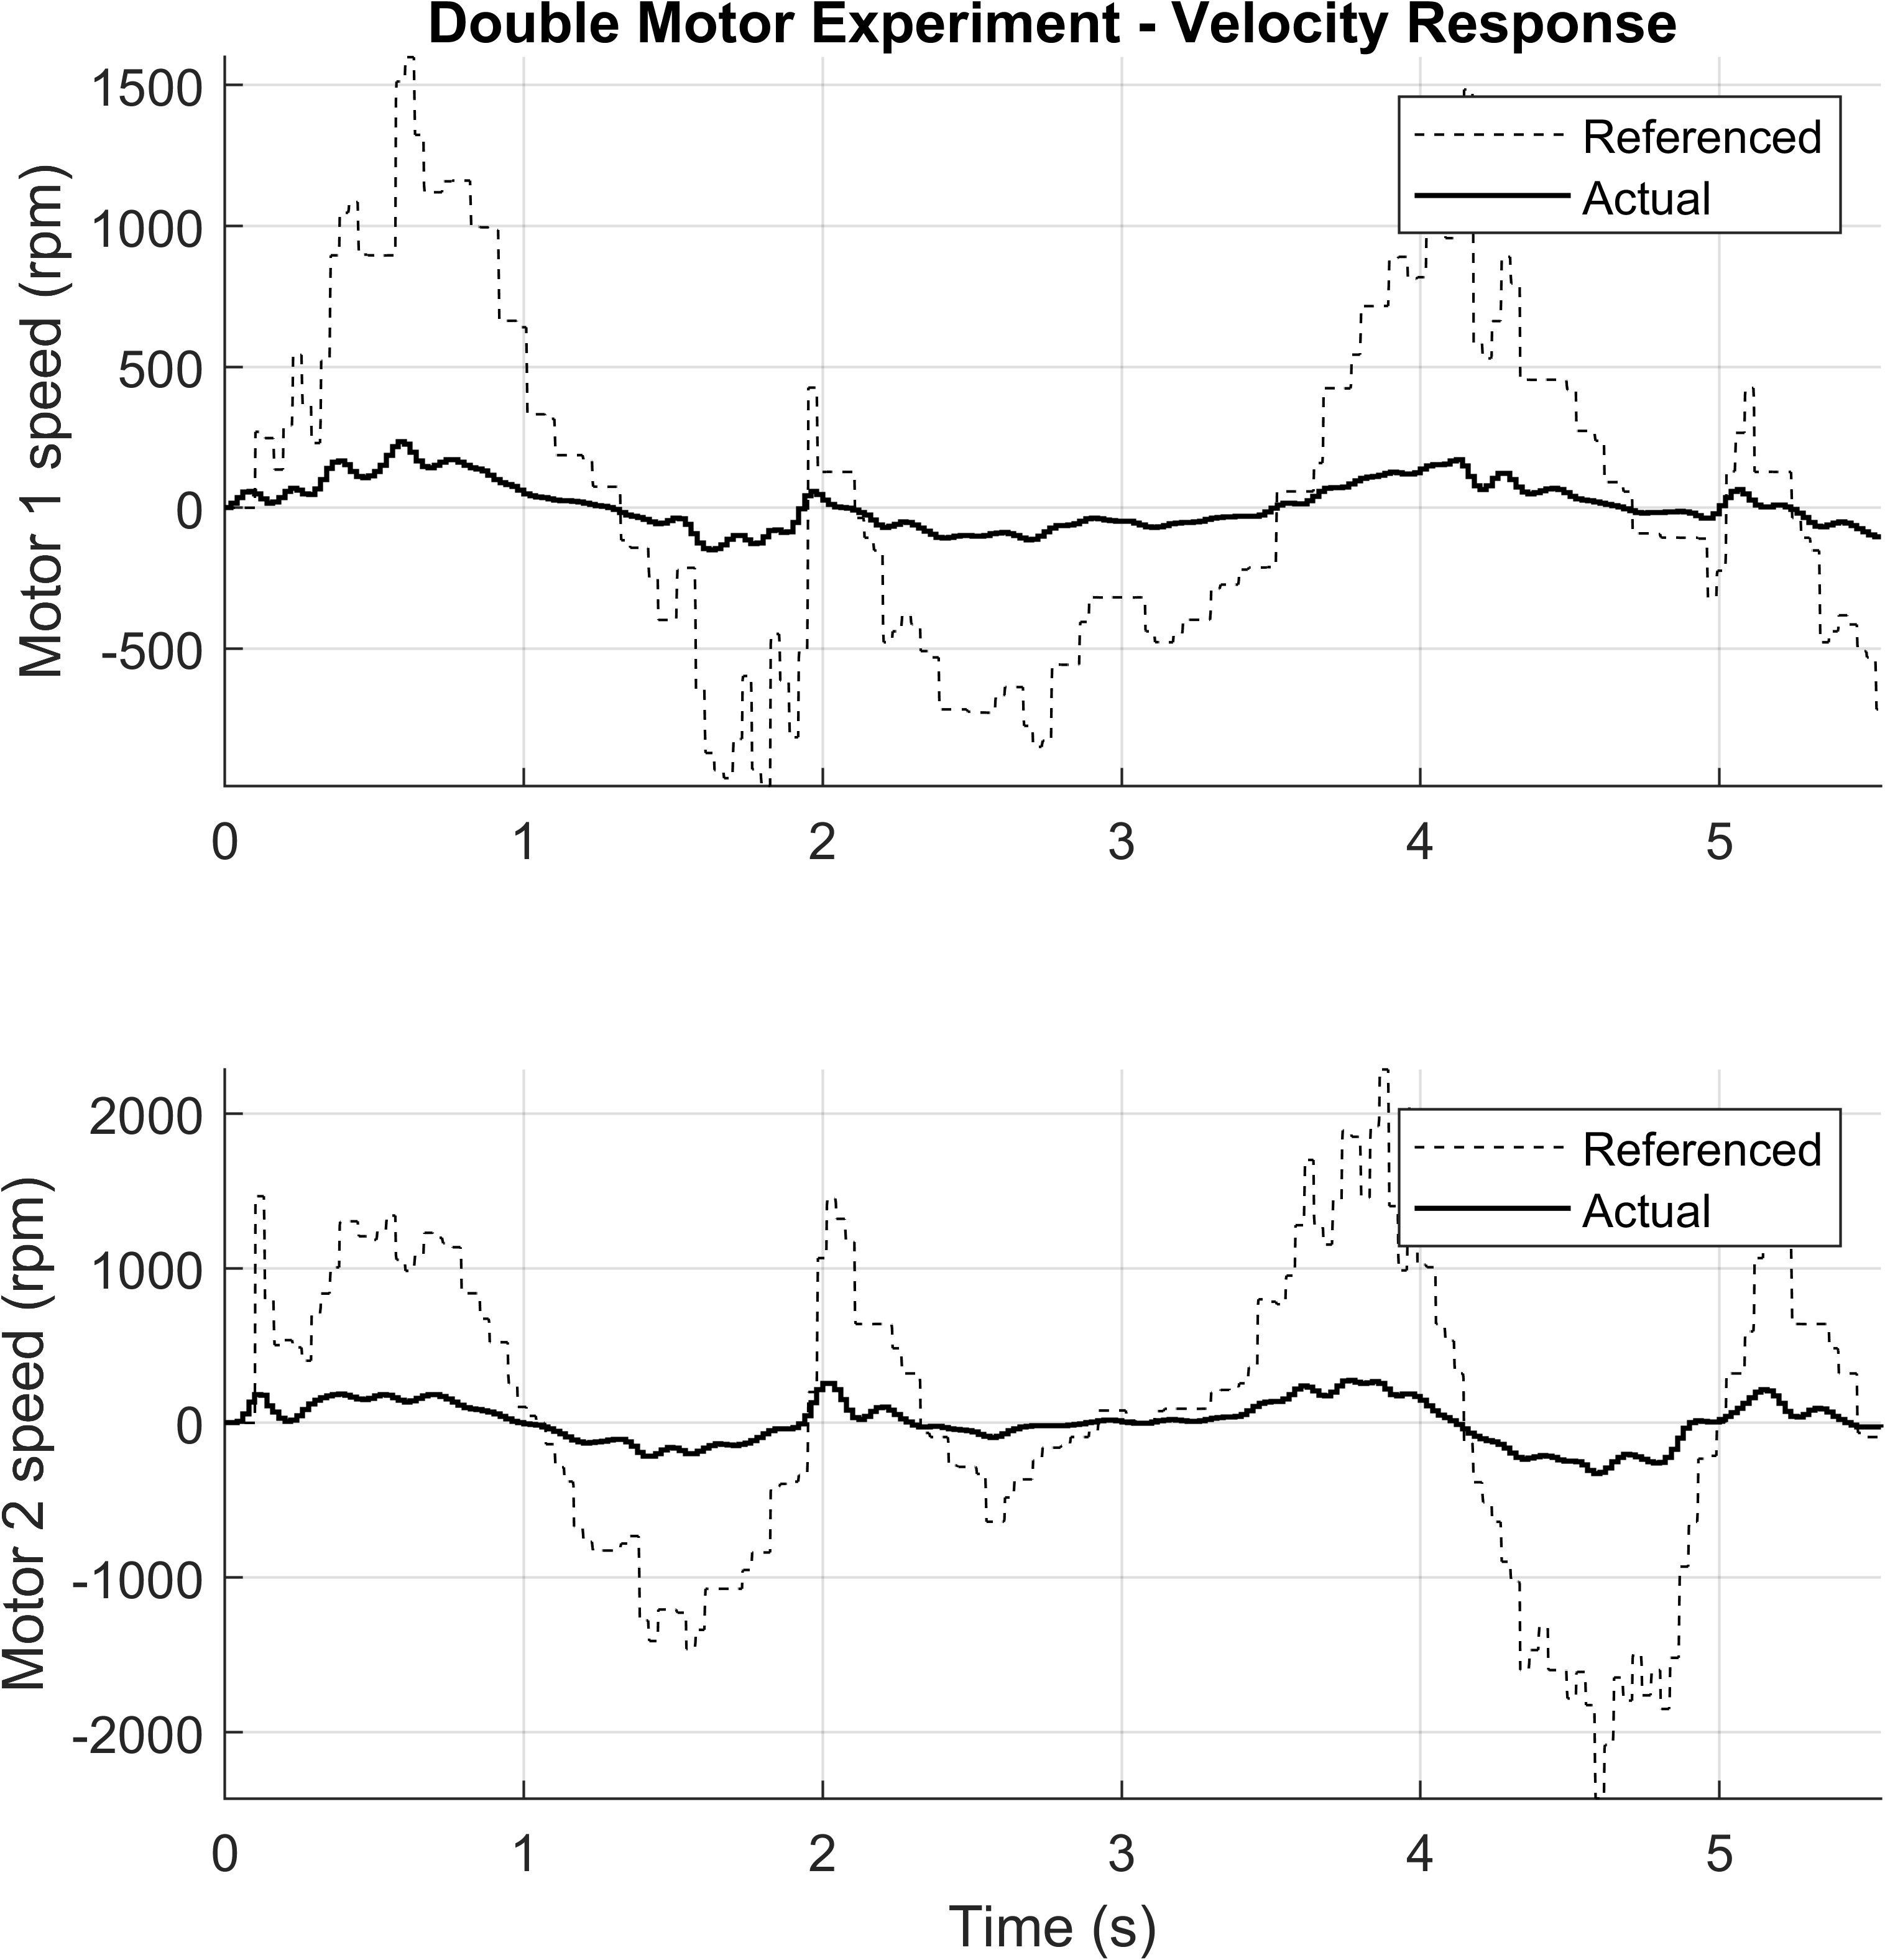 Double Motor Experiment - Velocity Response
Motor 1 speed (rpm)
1500
1000
500
0
-500
Referenced
Actual
0 1 2 3 4 5
Motor 2 speed (rpm)
2000
1000
0
-1000
-2000
Referenced
Actual
0 1 2 3 4 5
Time (s)